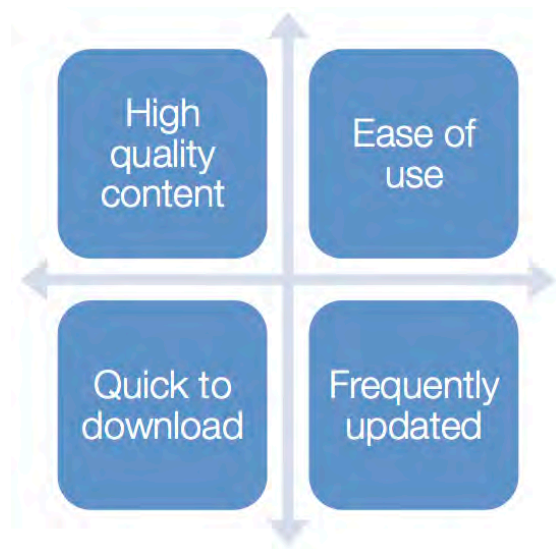 High
quality
content
Ease of
use
Quick to
download
Frequently
updated